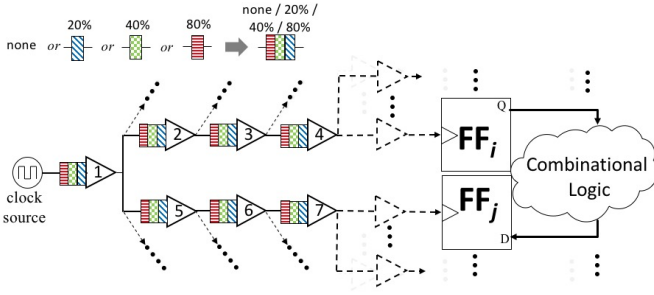 20%
40%
80%
none / 20% /
40% / 80%
none or or or
2
3
4
1
clock
source
5
6
7
Q
FFi
Combinational
Logic
FFj
D